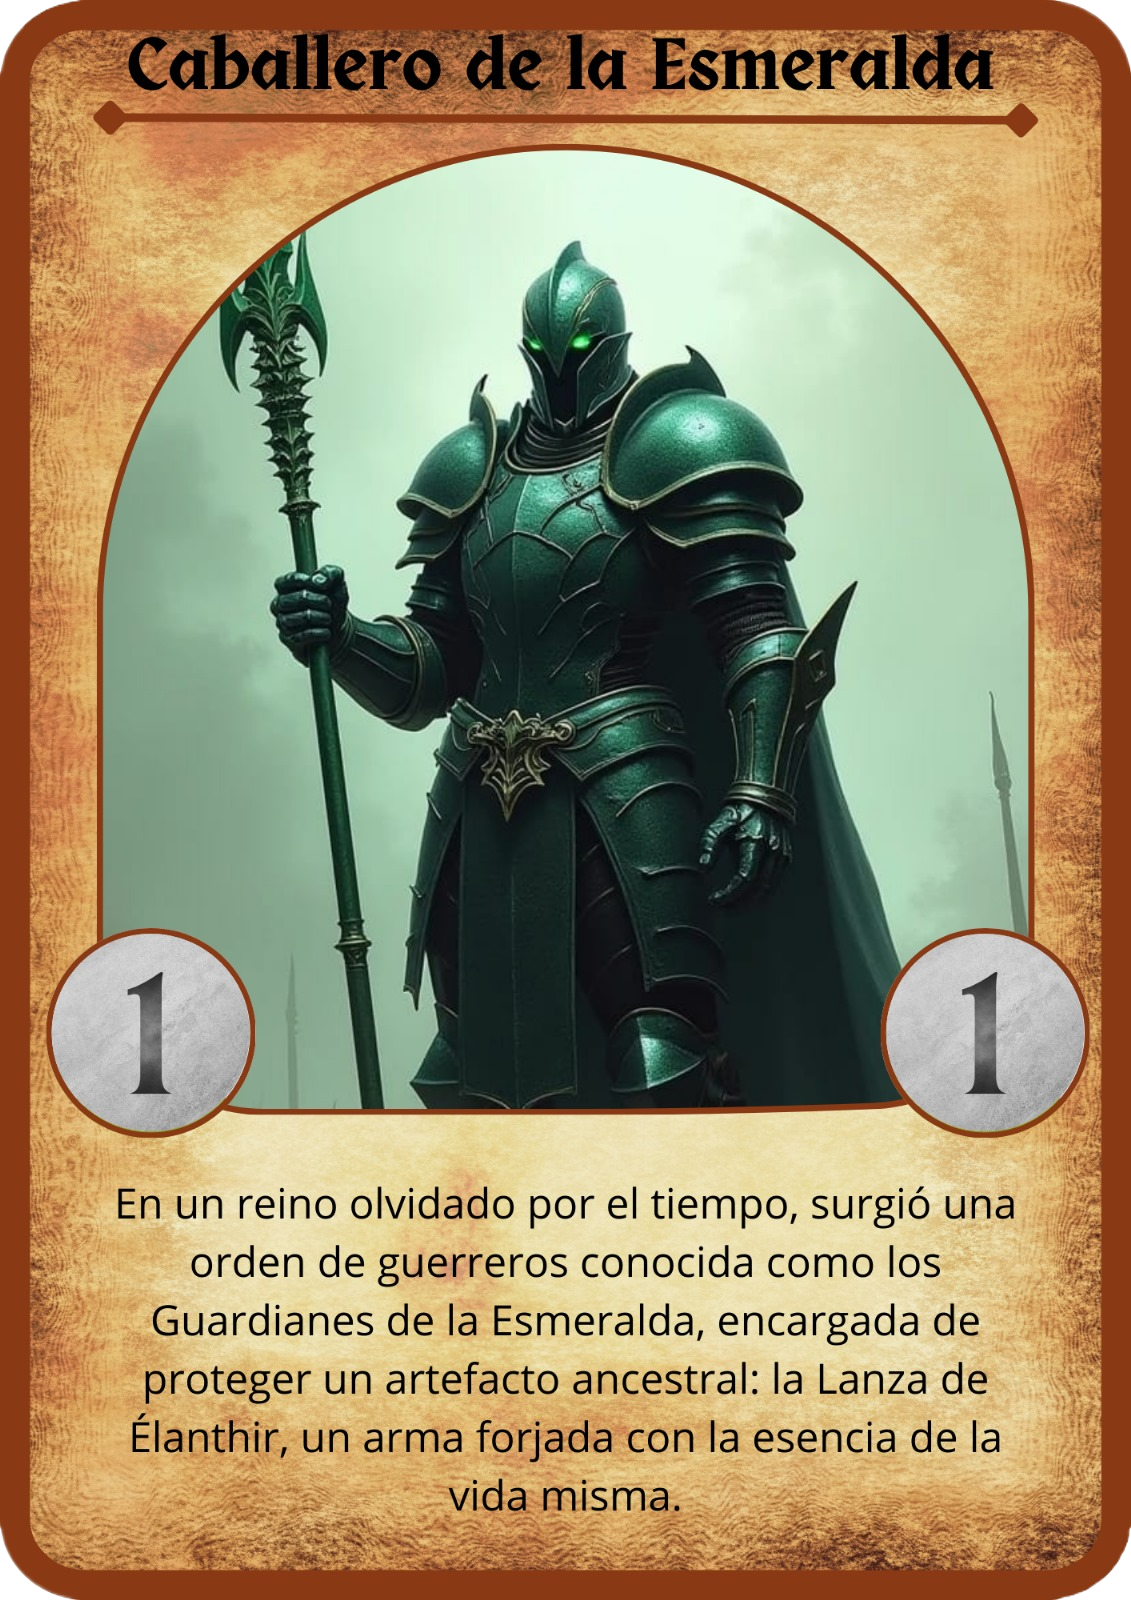 Caballero de la Esmeralda
1
1
En un reino olvidado por el tiempo, surgió una
orden de guerreros conocida como los
Guardianes de la Esmeralda, encargada de
proteger un artefacto ancestral: la Lanza de
Élanthir, un arma forjada con la esencia de la
vida misma.